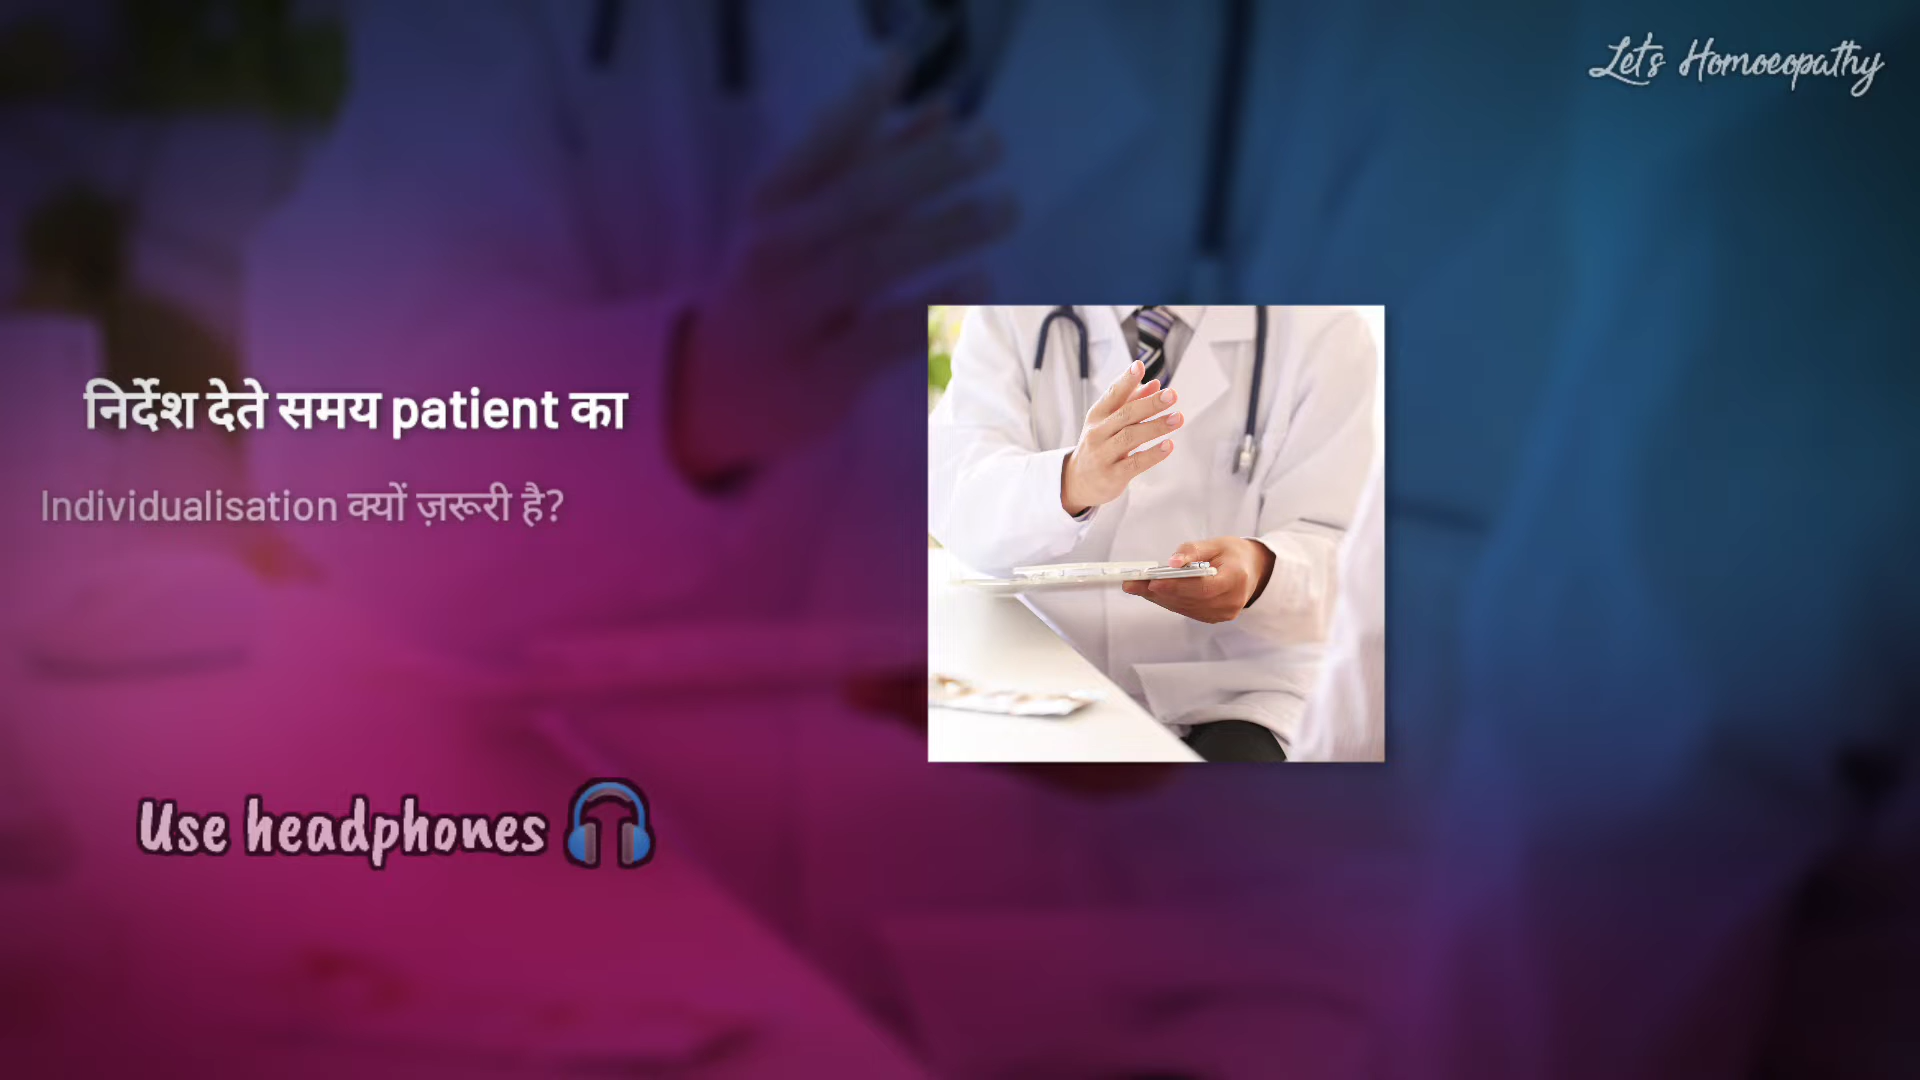 Let's Homoeopathy
निर्देश देते समय patient का
Individualisation क्यों ज़रूरी है?
Use headphones 🎧